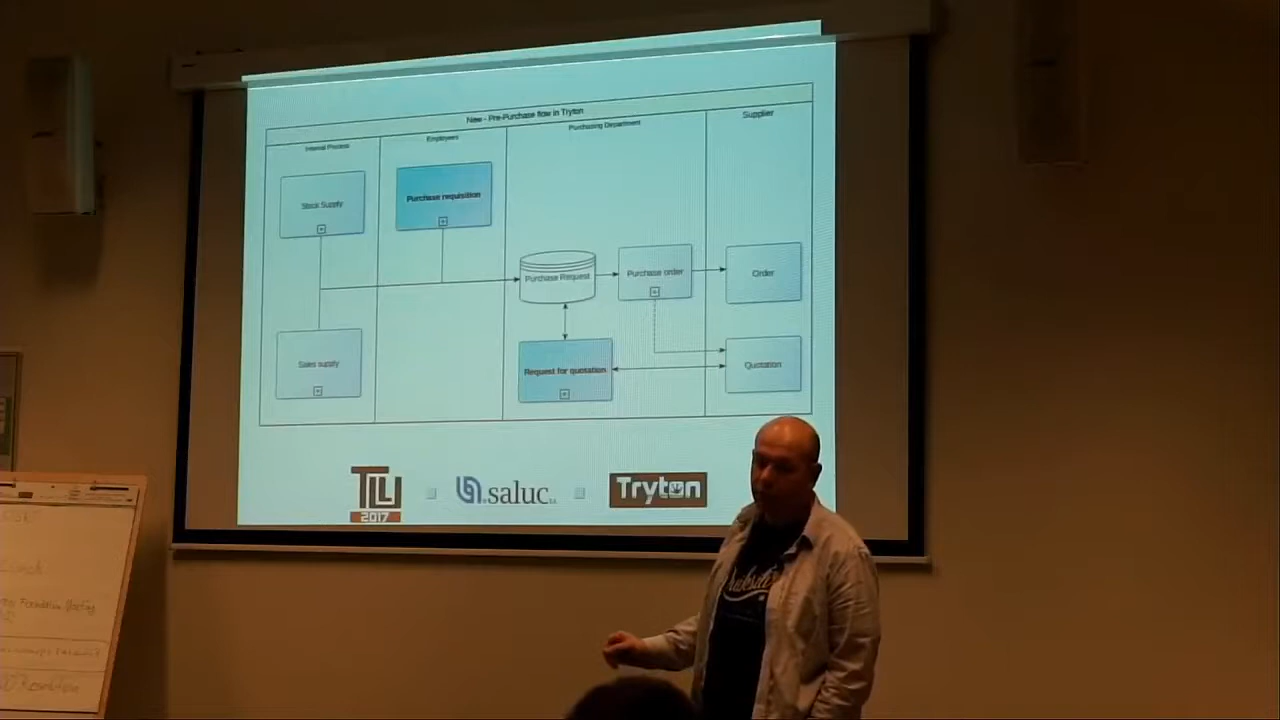 New - Pre-Purchase flow in Tryton
Internal Process
Employees
Purchasing Department
Supplier
Stock Supply
Purchase requisition
Purchase Request
Purchase order
Order
Sales supply
Request for quotation
Quotation
TU
2017
saluc
Tryton
Foundation